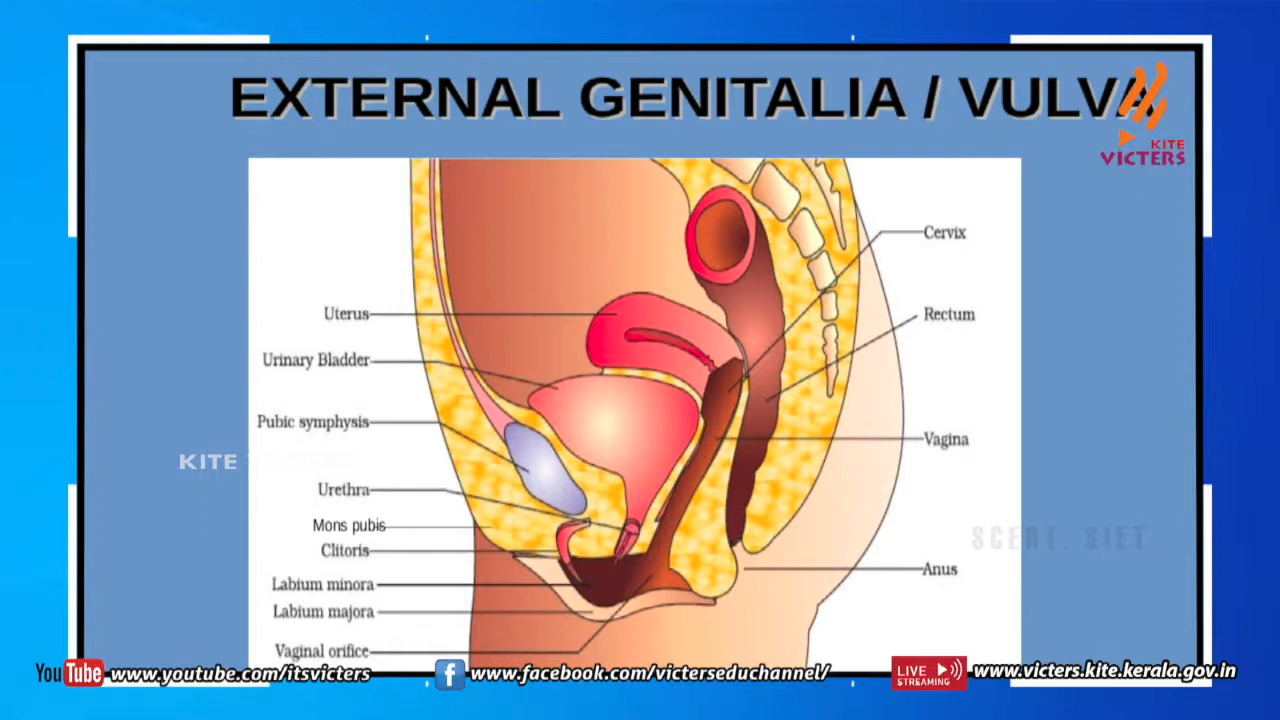 EXTERNAL GENITALIA / VULVA
KITE
VICTERS
Cervix
Uterus
Rectum
Urinary Bladder
Pubic symphysis
Vagina
KITE
Urethra
Mons pubis
SCERT, SIET
Clitoris
Anus
Labium minora
Labium majora
Vaginal orifice
YouTube www.youtube.com/itsvicters
f www.facebook.com/victerseduchannel/
LIVE STREAMING www.victers.kite.kerala.gov.in